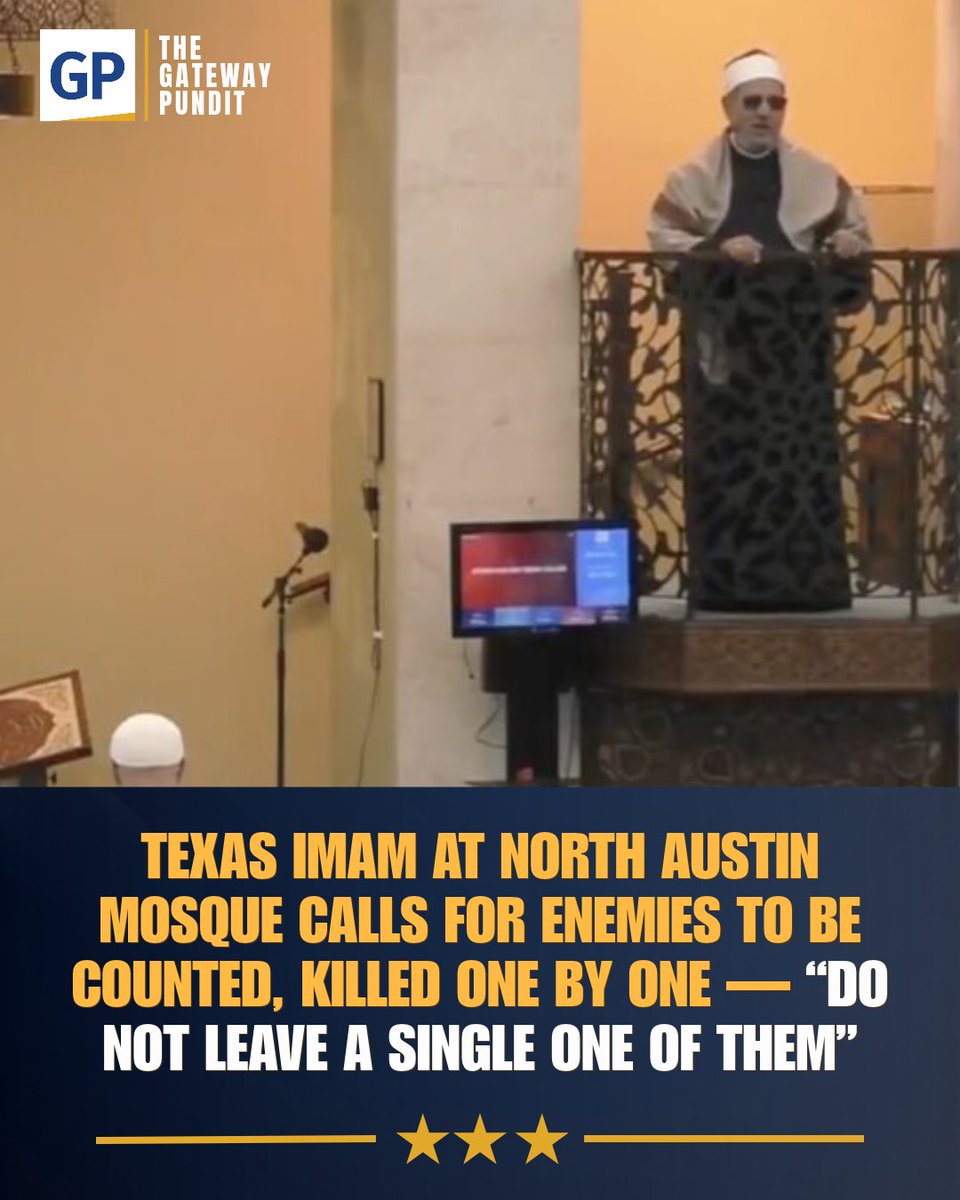 GP
THE
GATEWAY
PUNDIT
TEXAS IMAM AT NORTH AUSTIN
MOSQUE CALLS FOR ENEMIES TO BE
COUNTED, KILLED ONE BY ONE — “DO
NOT LEAVE A SINGLE ONE OF THEM”